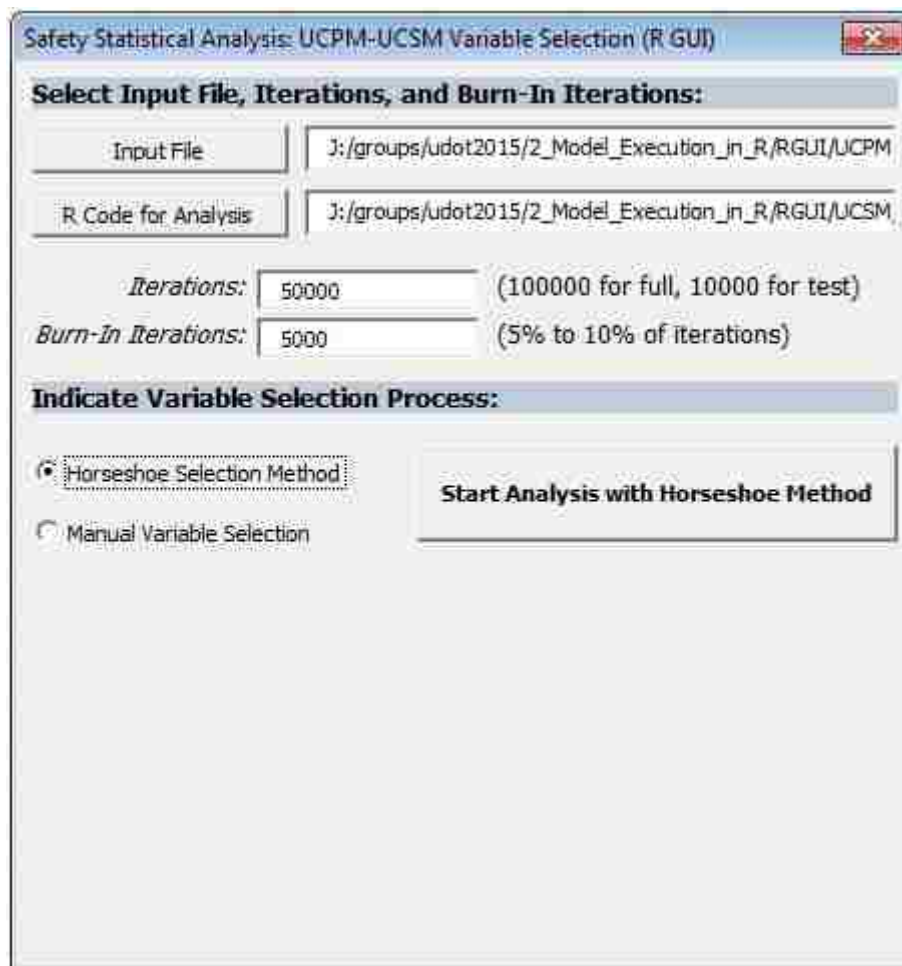 Safety Statistical Analysis: UCPM-UCSM Variable Selection (R GUI)
Select Input File, Iterations, and Burn-In Iterations:
Input File J:/groups/udot2015/2_Model_Execution_in_R/RGUI/UCPM
R Code for Analysis J:/groups/udot2015/2_Model_Execution_in_R/RGUI/UCSM_
Iterations: 50000 (100000 for full, 10000 for test)
Burn-In Iterations: 5000 (5% to 10% of iterations)
Indicate Variable Selection Process:
Horseshoe Selection Method
Start Analysis with Horseshoe Method
Manual Variable Selection